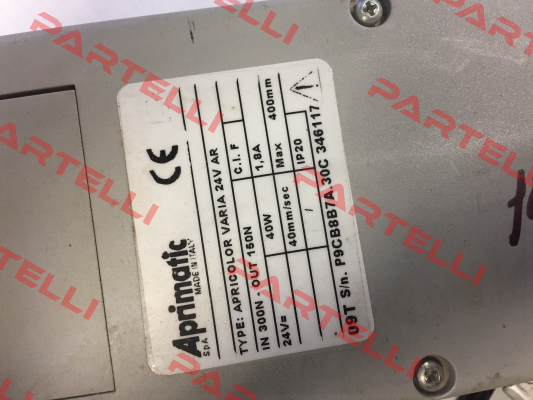 Aprimatic
SpA
MADE IN ITALY
CE
TYPE: APRICOLOR VARIA 24V AR
IN 300N - OUT 150N C.I. F
24V= 40W 1,8A
40mm/sec Max 400mm
/ IP20
09T S/n. P9CB8B7A.30C 346117
PARTELLI
PARTELLI
PARTELLI
PARTELLI
PARTELLI
PARTELLI